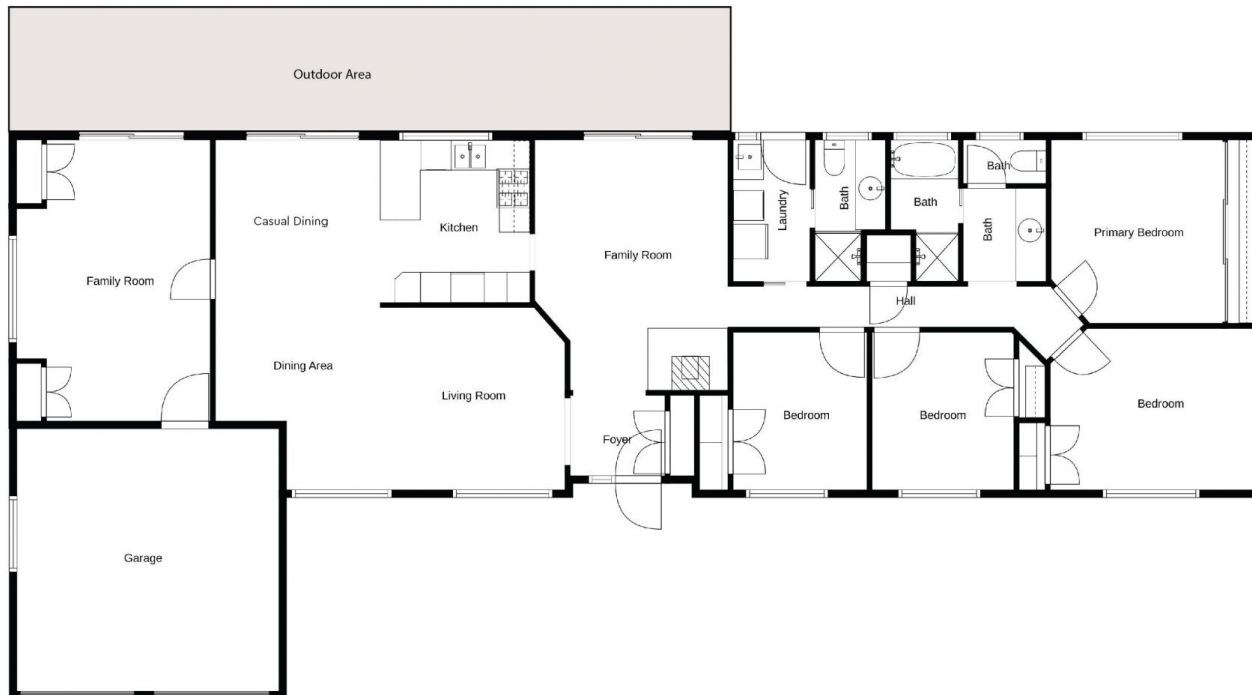 Outdoor Area
Casual Dining
Kitchen
Family Room
Family Room
Laundry
Bath
Bath
Bath
Bath
Primary Bedroom
Hall
Dining Area
Living Room
Foyer
Bedroom
Bedroom
Bedroom
Garage